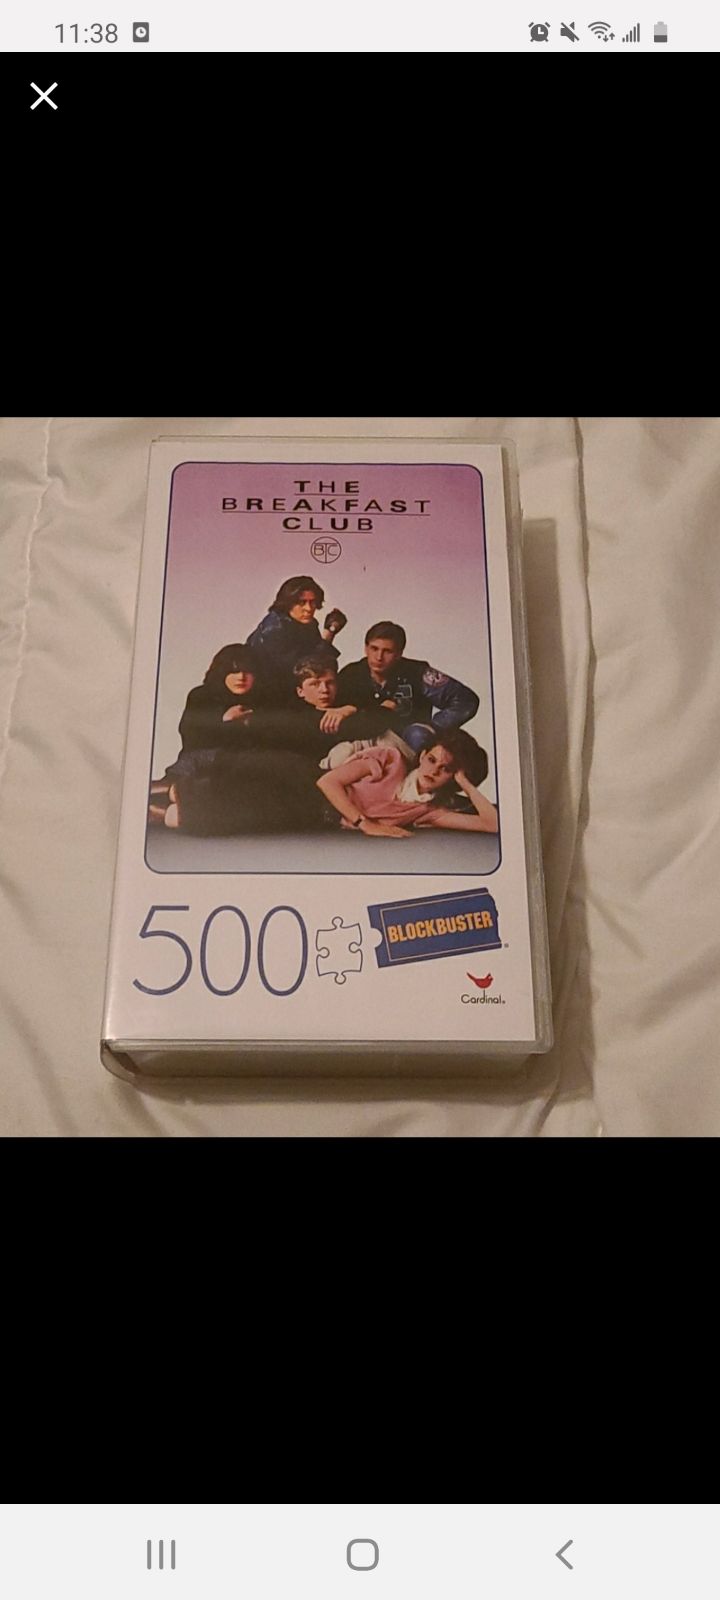 11:38
THE
BREAKFAST
CLUB
BTC
500
BLOCKBUSTER
Cardinal